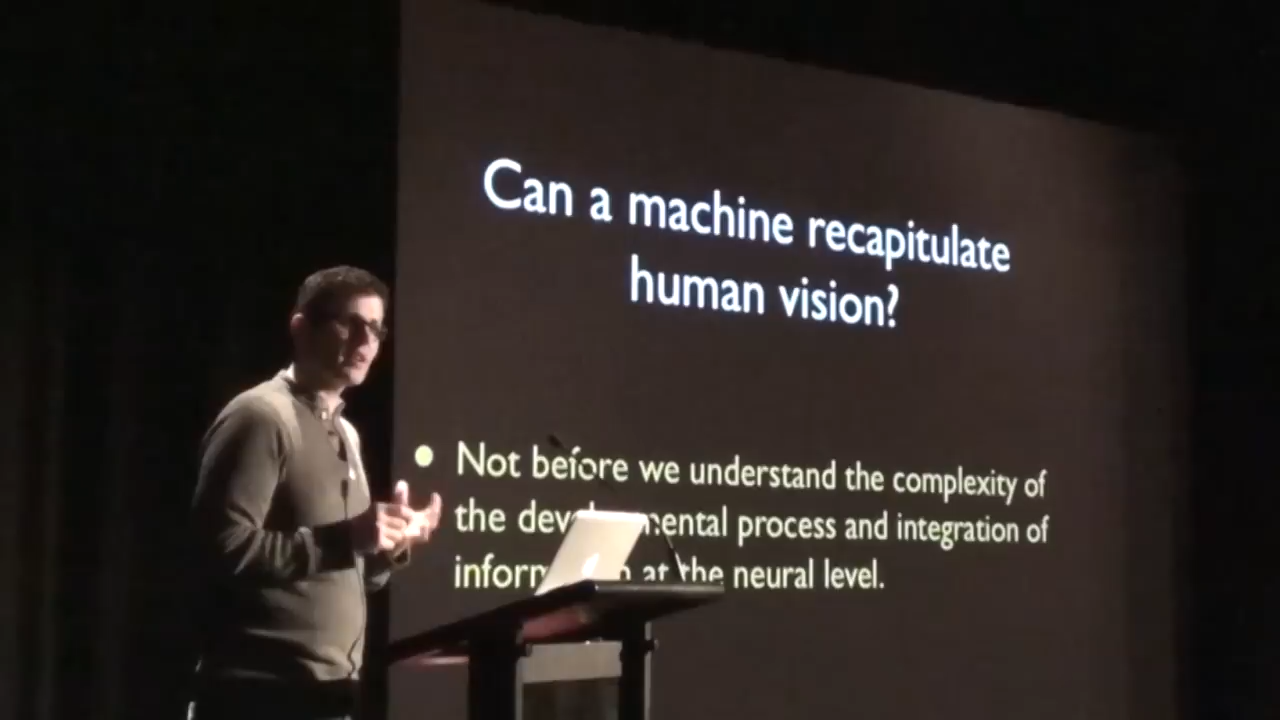 Can a machine recapitulate
human vision?
• Not before we understand the complexity of
the process and integration of
at the neural level.